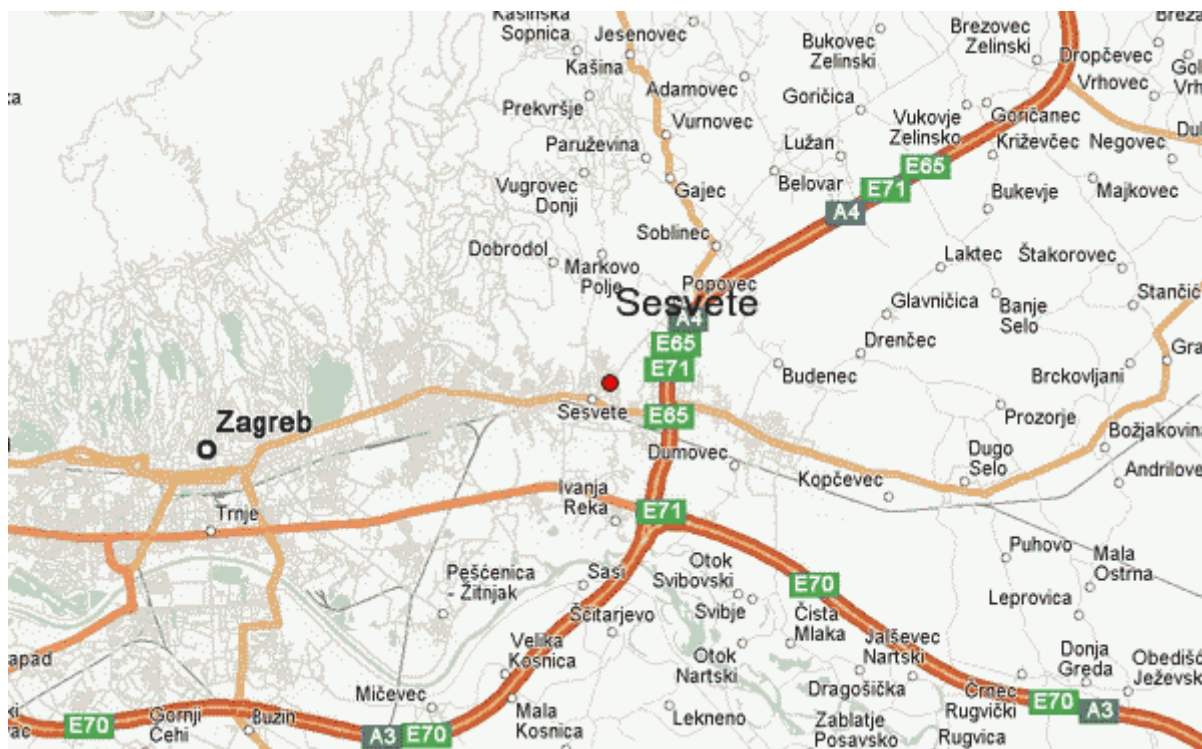 Kašinska
Sopnica
Jesenovec
Kašina
Bukovec
Zelinski
Brezovec
Zelinski
Dropčevec
Vrhovec
Adamovec
Prekvršje
Goričica
Vukovje
Zelinsko
Goričanec
Vurnovec
Paruževina
Lužan
Križevčec
Negovec
E65
Vugrovec
Donji
Gajec
Belovar
E71
Bukevje
Majkovec
A4
Soblinec
Dobrodol
Markovo
Polje
Laktec
Štakorovec
Popovec
Sesvete
Glavničica
Banje
Selo
Stančić
A4
E65
Drenčec
E71
Budenec
Brckovljani
Sesvete
E65
Prozorje
Zagreb
Dumovec
Dugo
Selo
Božjakovina
Kopčevec
Ivanja
Reka
E71
Trnje
Puhovo
Mala
Ostrna
Otok
Svibovski
Sasi
Pešćenica
- Žitnjak
E70
Svibje
Čista
Mlaka
Leprovica
Ščitarjevo
Velika
Kosnica
Otok
Nartski
Jalševec
Nartski
Donja
Greda
Dragošička
Črnec
Rugvički
E70
A3
Mičevec
Mala
Kosnica
Lekneno
Zablatje
Posavsko
Rugvica
E70
Gornji
Čehi
Bužin
A3
E70